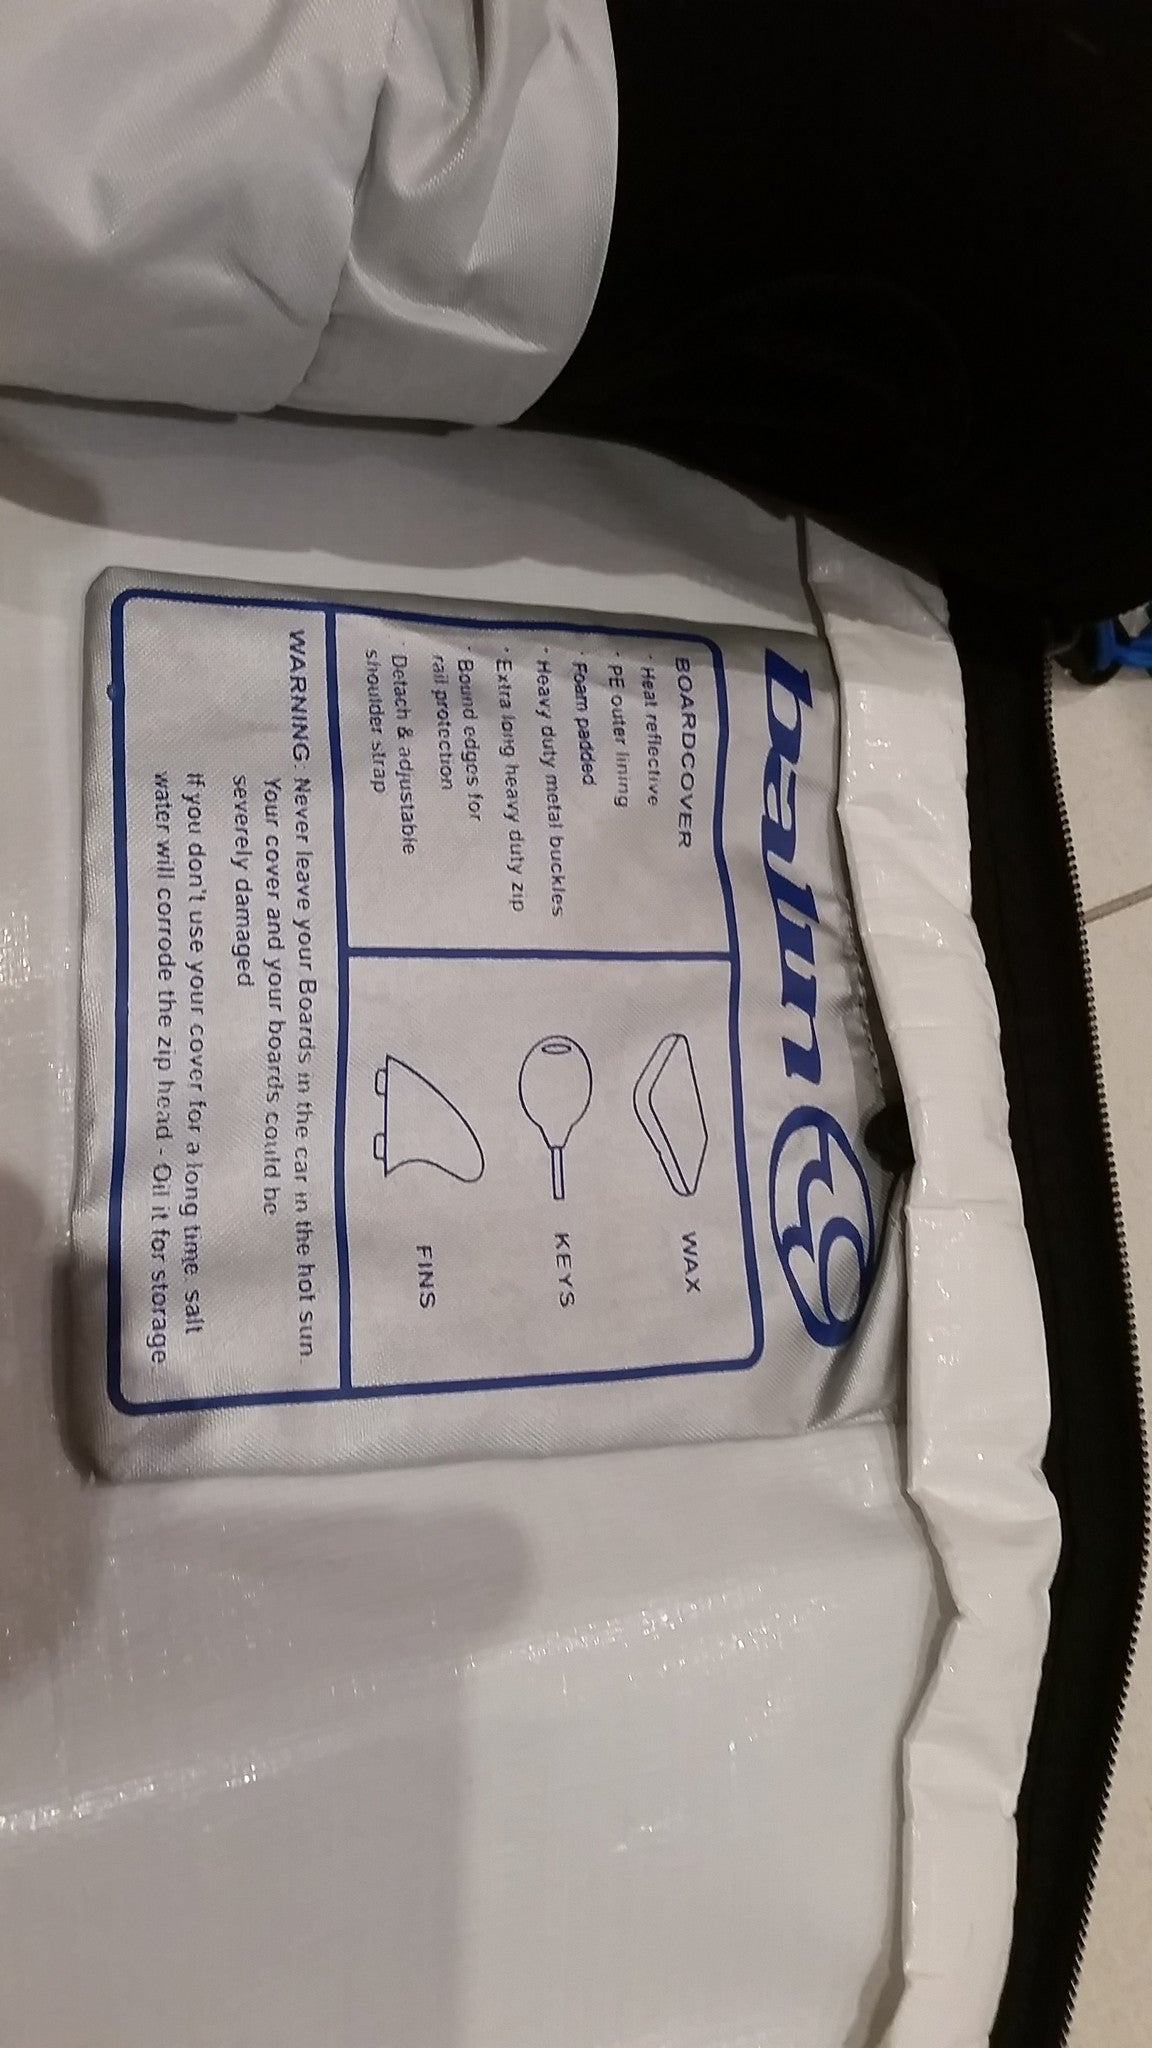 balin
BOARDCOVER
· Heat reflective
· PE outer lining
· Foam padded
· Heavy duty metal buckles
· Extra long heavy duty zip
· Bound edges for
rail protection
· Detach & adjustable
shoulder strap
WAX
KEYS
FINS
WARNING: Never leave your Boards in the car in the hot sun.
Your cover and your boards could be
severely damaged
If you don't use your cover for a long time. salt
water will corrode the zip head - Oil it for storage